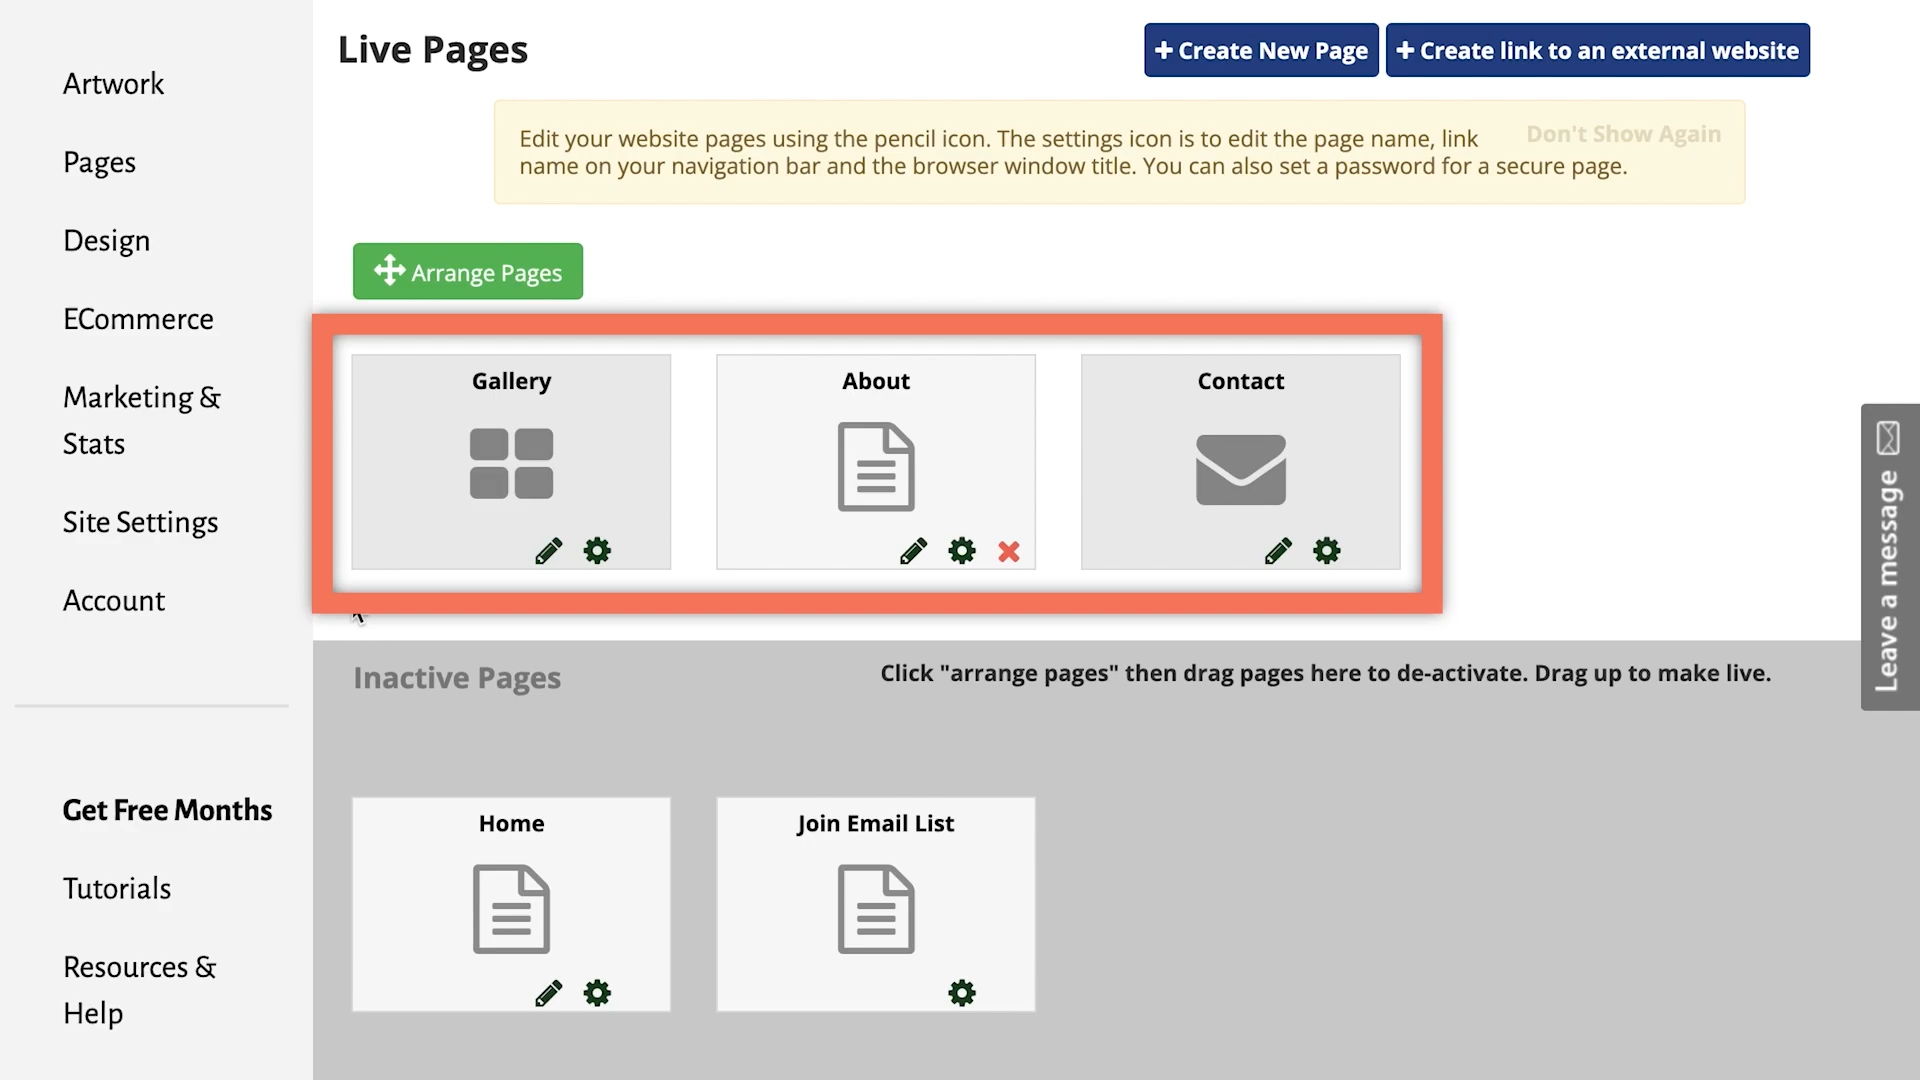 Artwork
Pages
Design
ECommerce
Marketing &
Stats
Site Settings
Account
Get Free Months
Tutorials
Resources &
Help
Live Pages
Create New Page
Create link to an external website
Edit your website pages using the pencil icon. The settings icon is to edit the page name, link
name on your navigation bar and the browser window title. You can also set a password for a secure page.
Don't Show Again
Arrange Pages
Gallery
About
Contact
Inactive Pages
Click "arrange pages" then drag pages here to de-activate. Drag up to make live.
Home
Join Email List
Leave a message